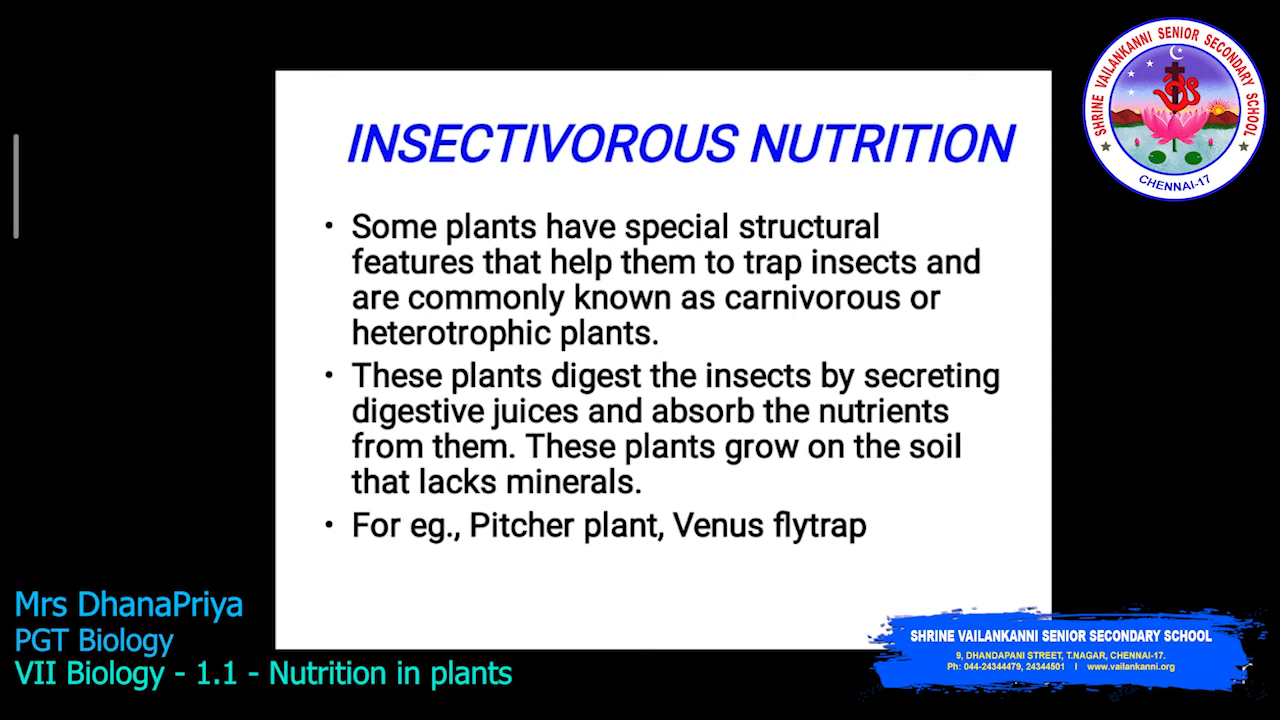 SHRINE VAILANKANNI SENIOR SECONDARY SCHOOL
CHENNAI-17
INSECTIVOROUS NUTRITION
• Some plants have special structural
features that help them to trap insects and
are commonly known as carnivorous or
heterotrophic plants.
• These plants digest the insects by secreting
digestive juices and absorb the nutrients
from them. These plants grow on the soil
that lacks minerals.
• For eg., Pitcher plant, Venus flytrap
Mrs DhanaPriya
PGT Biology
VII Biology - 1.1 - Nutrition in plants
SHRINE VAILANKANNI SENIOR SECONDARY SCHOOL
9, DHANDAPANI STREET, T.NAGAR, CHENNAI-17.
Ph: 044-24344479, 24344501 I www.vailankanni.org